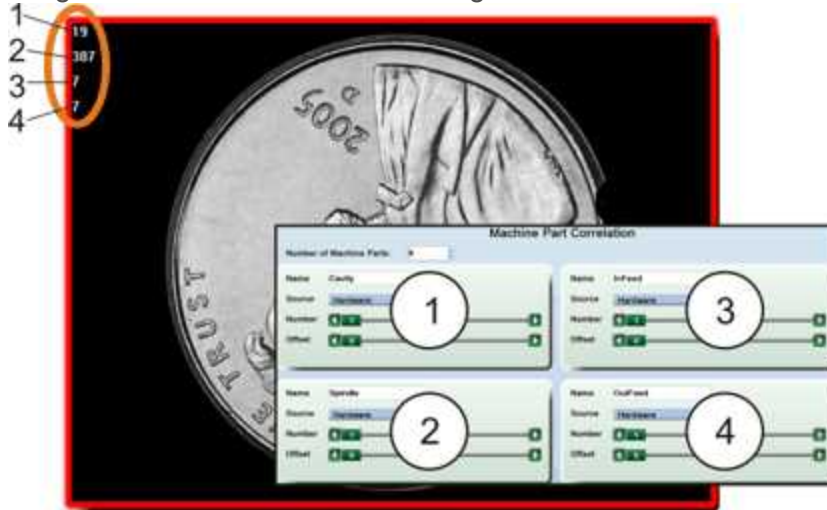 1
19
2
387
3
7
4
7
2005
D
TRUST
Machine Part Correlation
Number of Machine Parts
Name Cavity
Source Hardware
Number
Offset
1
Name InFeed
Source Hardware
Number
Offset
3
Name Spindle
Source Hardware
Number
Offset
2
Name OutFeed
Source Hardware
Number
Offset
4